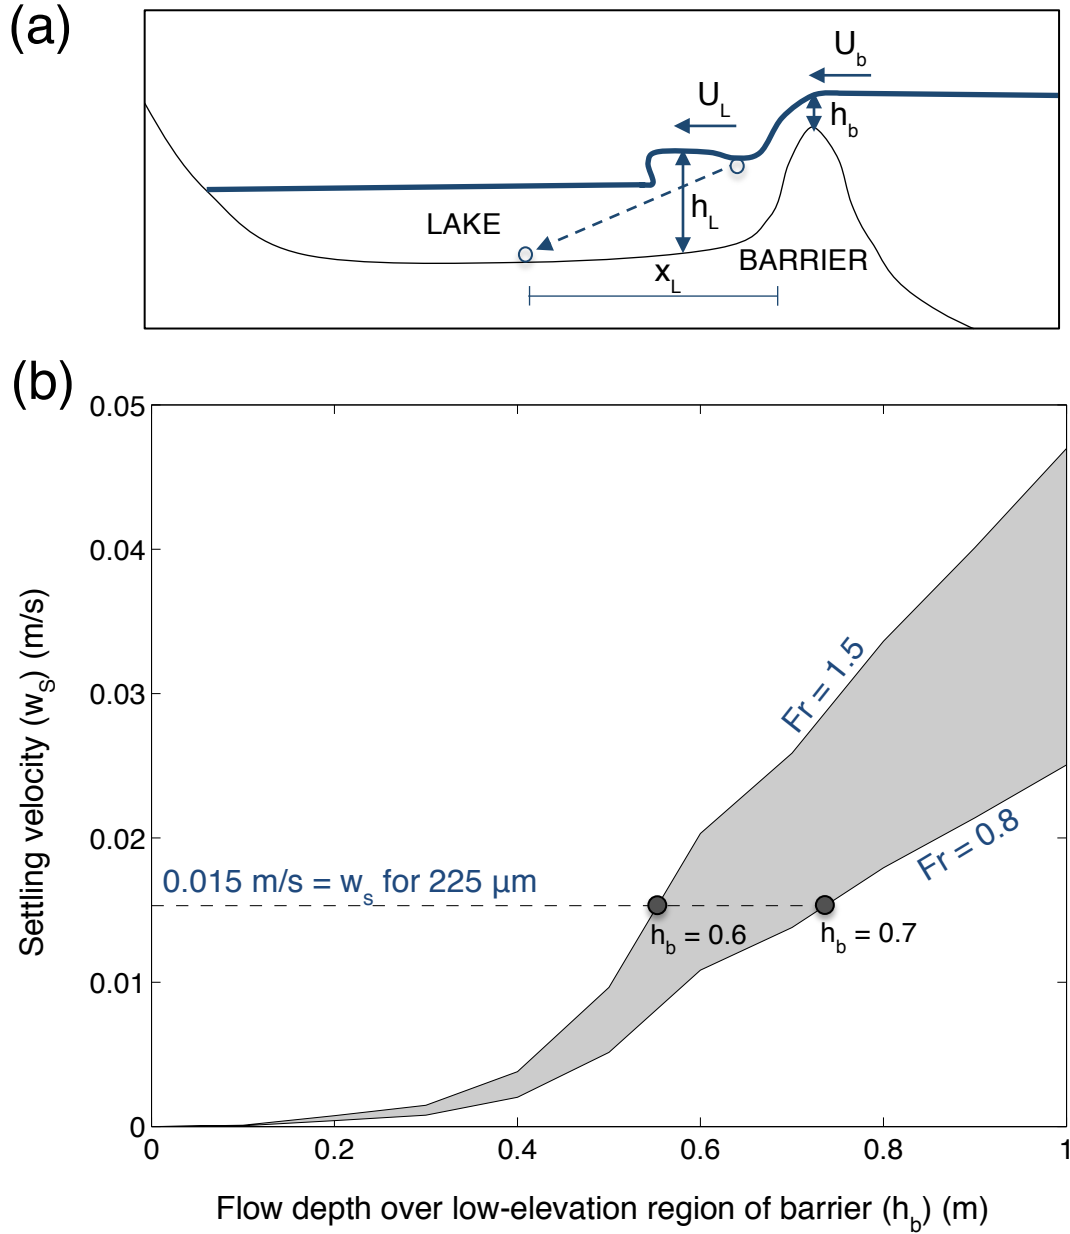 (a)
U_b
U_L
h_b
h_L
LAKE
BARRIER
x_L
(b)
0.05
0.04
0.03
0.02
0.01
0
Settling velocity (w_S) (m/s)
Fr = 1.5
Fr = 0.8
0.015 m/s = w_s for 225 µm
h_b = 0.6
h_b = 0.7
0 0.2 0.4 0.6 0.8 1
Flow depth over low-elevation region of barrier (h_b) (m)